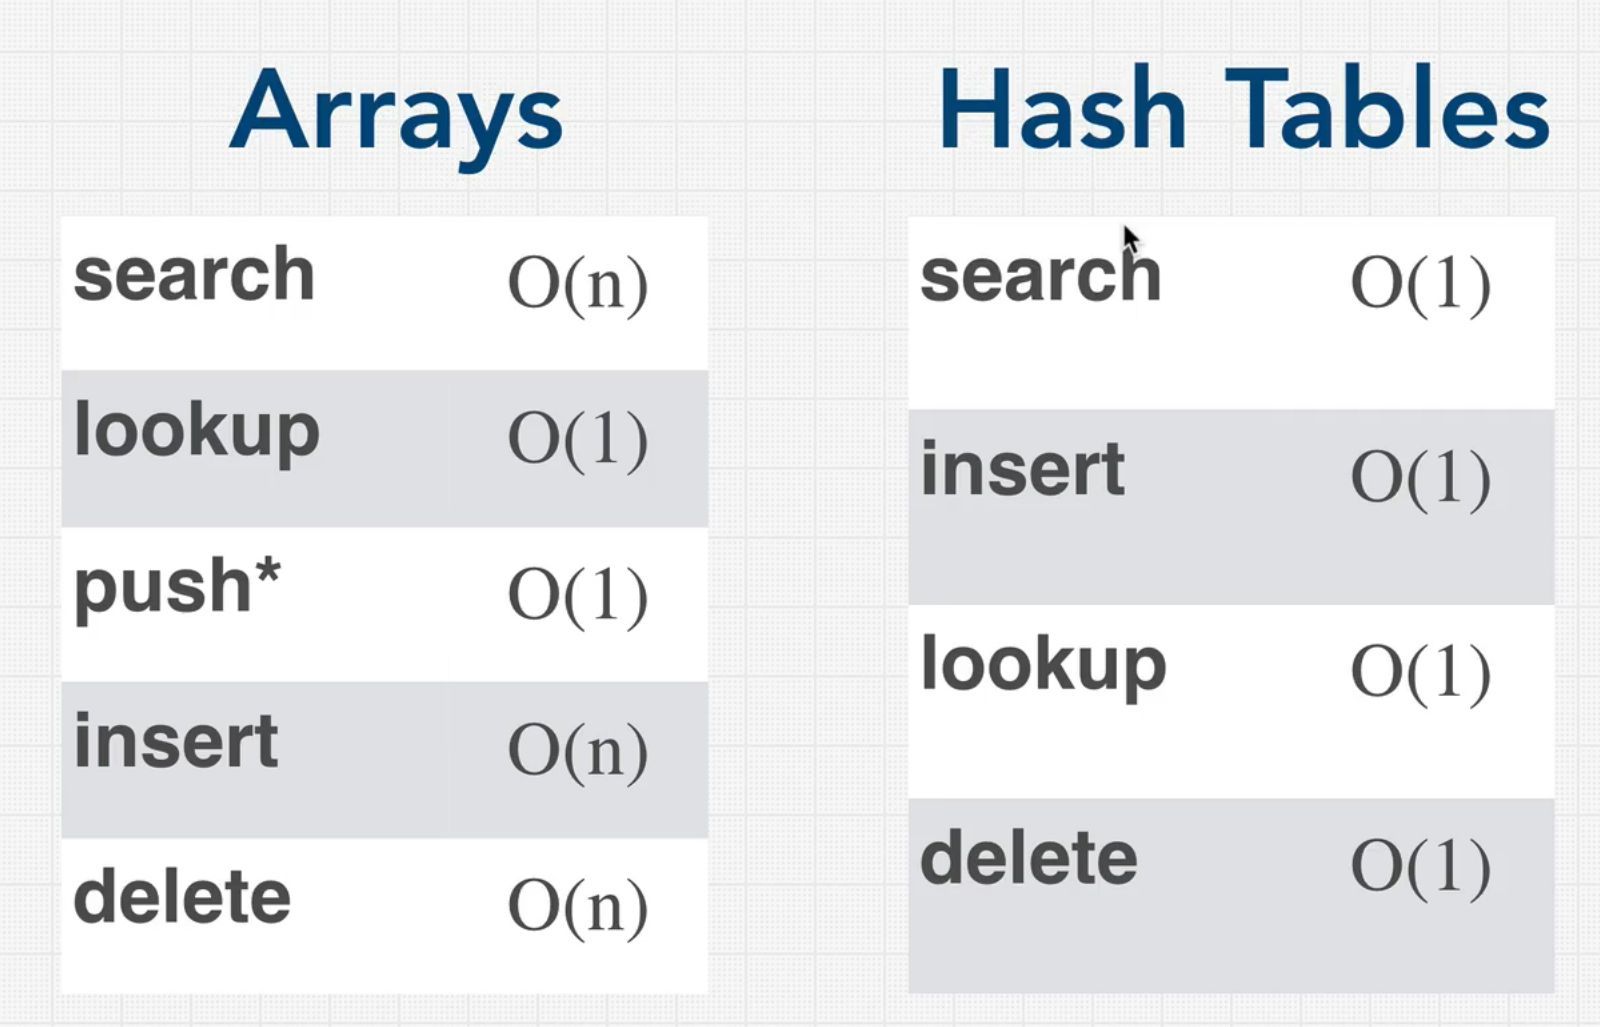 Arrays
search O(n)
lookup O(1)
push* O(1)
insert O(n)
delete O(n)
Hash Tables
search O(1)
insert O(1)
lookup O(1)
delete O(1)